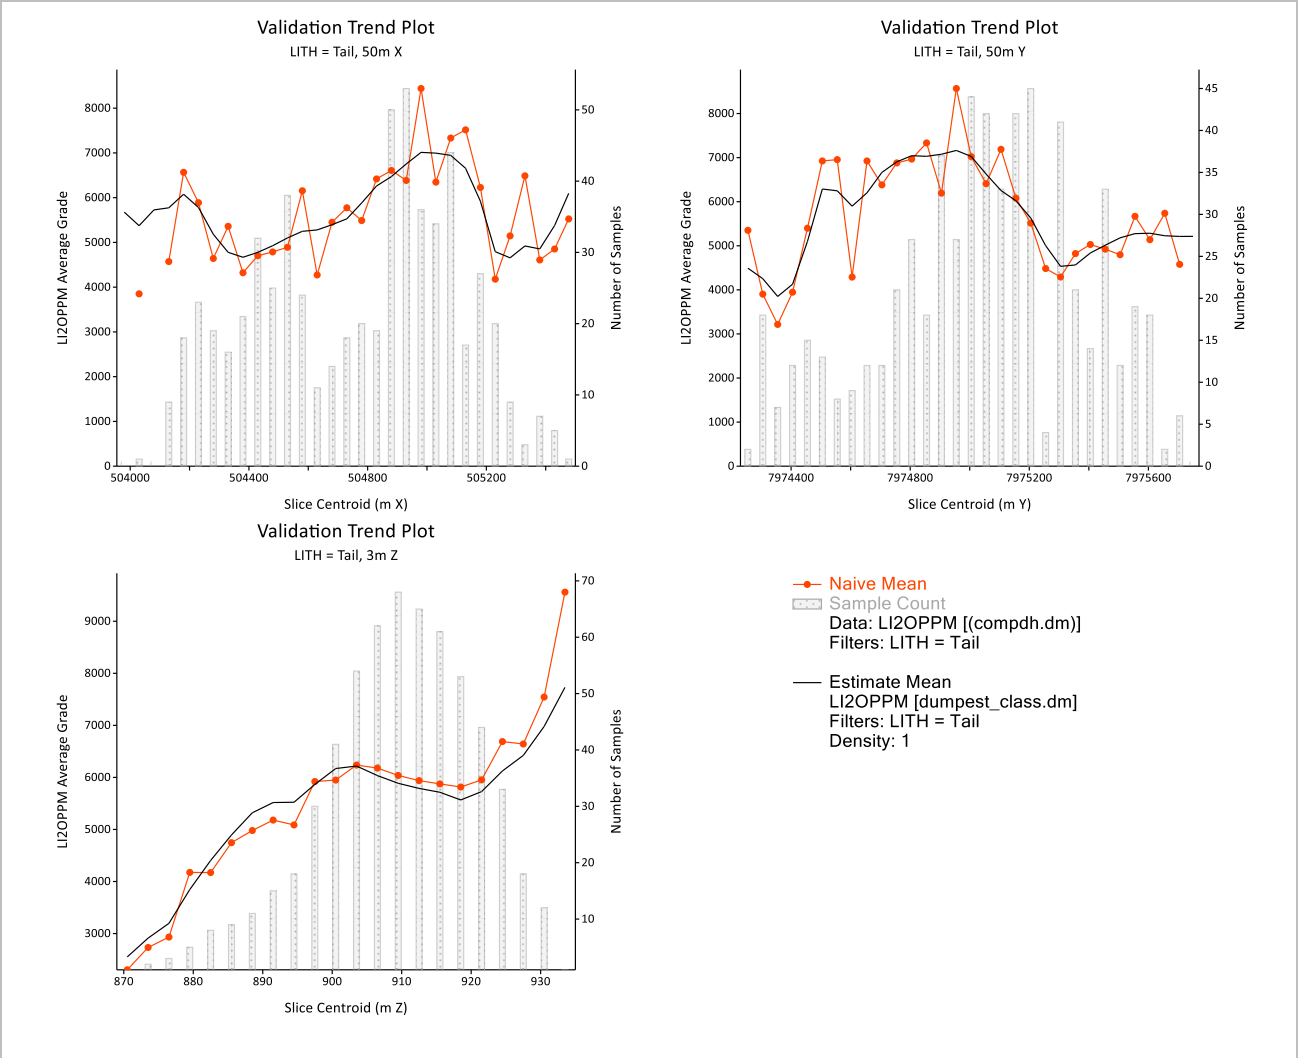 Validation Trend Plot
LITH = Tail, 50m X
LI2OPPM Average Grade
8000
7000
6000
5000
4000
3000
2000
1000
0
50
40
30
20
10
0
Number of Samples
504000
504400
504800
505200
Slice Centroid (m X)
Validation Trend Plot
LITH = Tail, 50m Y
LI2OPPM Average Grade
8000
7000
6000
5000
4000
3000
2000
1000
0
45
40
35
30
25
20
15
10
5
0
Number of Samples
7974400
7974800
7975200
7975600
Slice Centroid (m Y)
Validation Trend Plot
LITH = Tail, 3m Z
LI2OPPM Average Grade
9000
8000
7000
6000
5000
4000
3000
70
60
50
40
30
20
10
Number of Samples
870
880
890
900
910
920
930
Slice Centroid (m Z)
Naive Mean
Sample Count
Data: LI2OPPM [(compdh.dm)]
Filters: LITH = Tail
Estimate Mean
LI2OPPM [dumpest_class.dm]
Filters: LITH = Tail
Density: 1